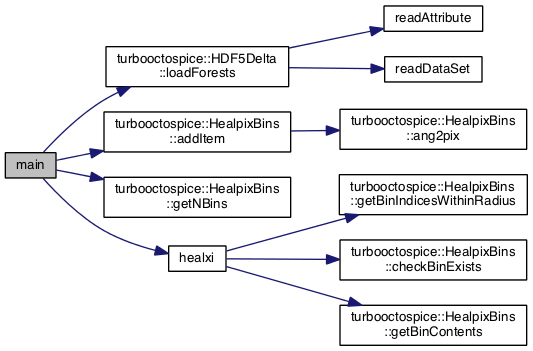 main
turbooctospice::HDF5Delta
::loadForests
readAttribute
readDataSet
turbooctospice::HealpixBins
::addItem
turbooctospice::HealpixBins
::ang2pix
turbooctospice::HealpixBins
::getNBins
healxi
turbooctospice::HealpixBins
::getBinIndicesWithinRadius
turbooctospice::HealpixBins
::checkBinExists
turbooctospice::HealpixBins
::getBinContents